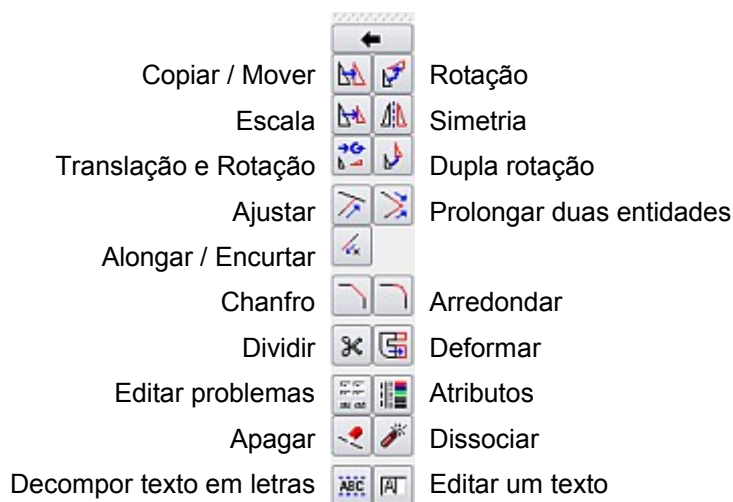 Copiar / Mover Rotação
Escala Simetria
Translação e Rotação Dupla rotação
Ajustar Prolongar duas entidades
Alongar / Encurtar
Chanfro Arredondar
Dividir Deformar
Editar problemas Atributos
Apagar Dissociar
Decompor texto em letras ABC A Editar um texto